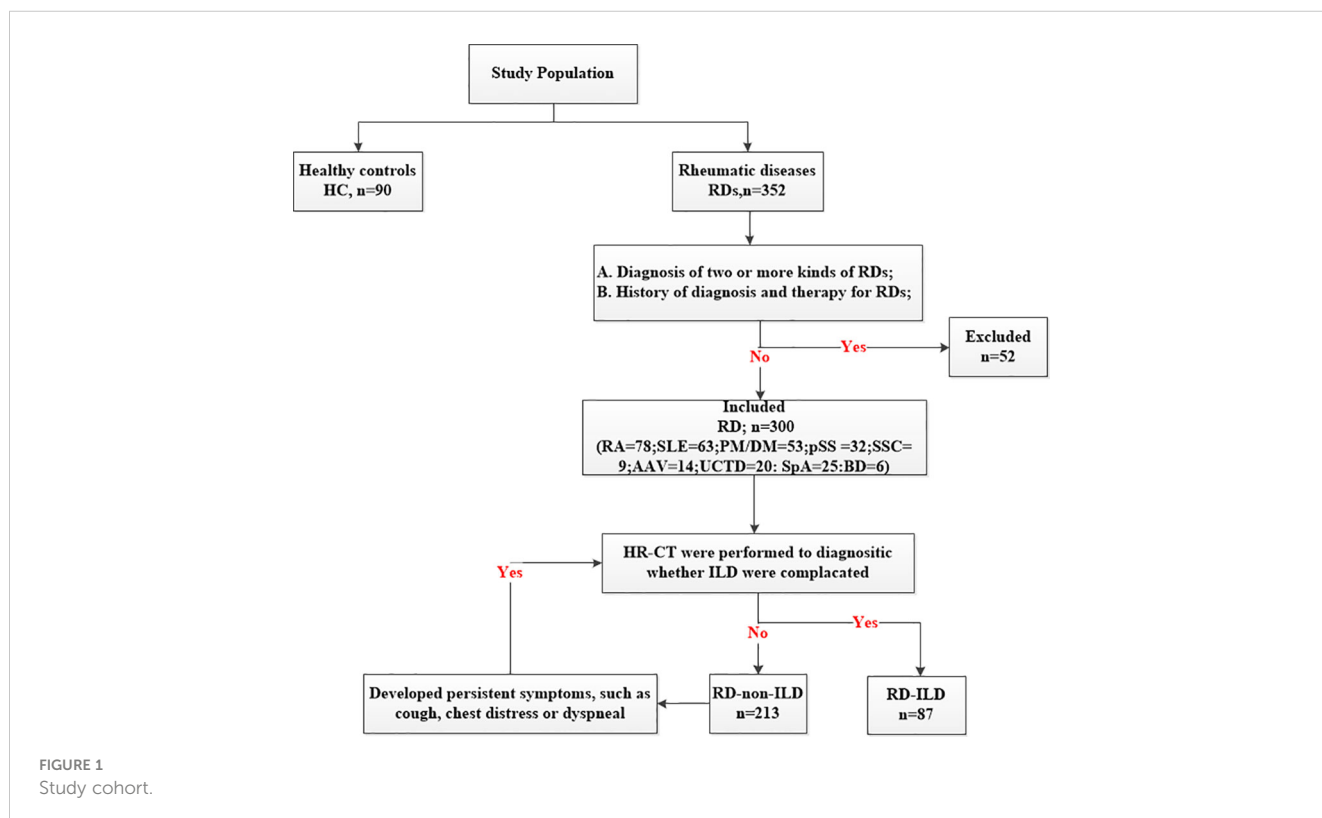 Study Population
Healthy controls
HC, n=90
Rheumatic diseases
RDs,n=352
A. Diagnosis of two or more kinds of RDs;
B. History of diagnosis and therapy for RDs;
Yes
No
Excluded
n=52
Included
RD; n=300
(RA=78;SLE=63;PM/DM=53;pSS =32;SSC=
9;AAV=14;UCTD=20: SpA=25:BD=6)
HR-CT were performed to diagnositic
whether ILD were complacated
Yes
No
Yes
Developed persistent symptoms, such as
cough, chest distress or dyspneal
RD-non-ILD
n=213
RD-ILD
n=87
FIGURE 1
Study cohort.